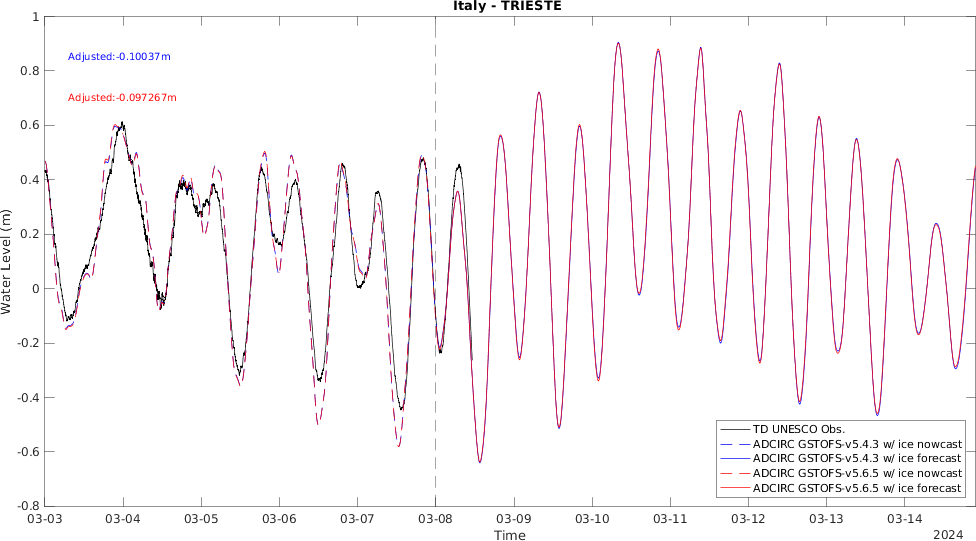 Italy - TRIESTE
1
Adjusted:-0.10037m
0.8
Adjusted:-0.097267m
0.6
0.4
0.2
0
-0.2
-0.4
-0.6
-0.8
Water Level (m)
TD UNESCO Obs.
ADCIRC GSTOFS-v5.4.3 w/ ice nowcast
ADCIRC GSTOFS-v5.4.3 w/ ice forecast
ADCIRC GSTOFS-v5.6.5 w/ ice nowcast
ADCIRC GSTOFS-v5.6.5 w/ ice forecast
03-03 03-04 03-05 03-06 03-07 03-08 03-09 03-10 03-11 03-12 03-13 03-14
Time
2024